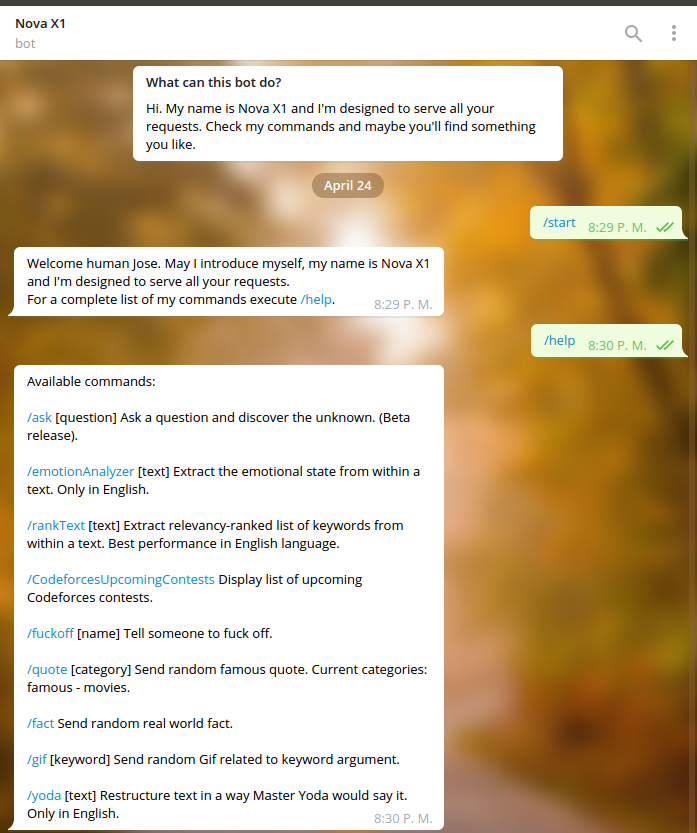 Nova X1
bot
What can this bot do?
Hi. My name is Nova X1 and I'm designed to serve all your
requests. Check my commands and maybe you'll find something
you like.
April 24
/start 8:29 P. M.
Welcome human Jose. May I introduce myself, my name is Nova X1
and I'm designed to serve all your requests.
For a complete list of my commands execute /help.
8:29 P. M.
/help 8:30 P. M.
Available commands:
/ask [question] Ask a question and discover the unknown. (Beta
release).
/emotionAnalyzer [text] Extract the emotional state from within a
text. Only in English.
/rankText [text] Extract relevancy-ranked list of keywords from
within a text. Best performance in English language.
/CodeforcesUpcomingContests Display list of upcoming
Codeforces contests.
/fuckoff [name] Tell someone to fuck off.
/quote [category] Send random famous quote. Current categories:
famous - movies.
/fact Send random real world fact.
/gif [keyword] Send random Gif related to keyword argument.
/yoda [text] Restructure text in a way Master Yoda would say it.
Only in English.
8:30 P. M.